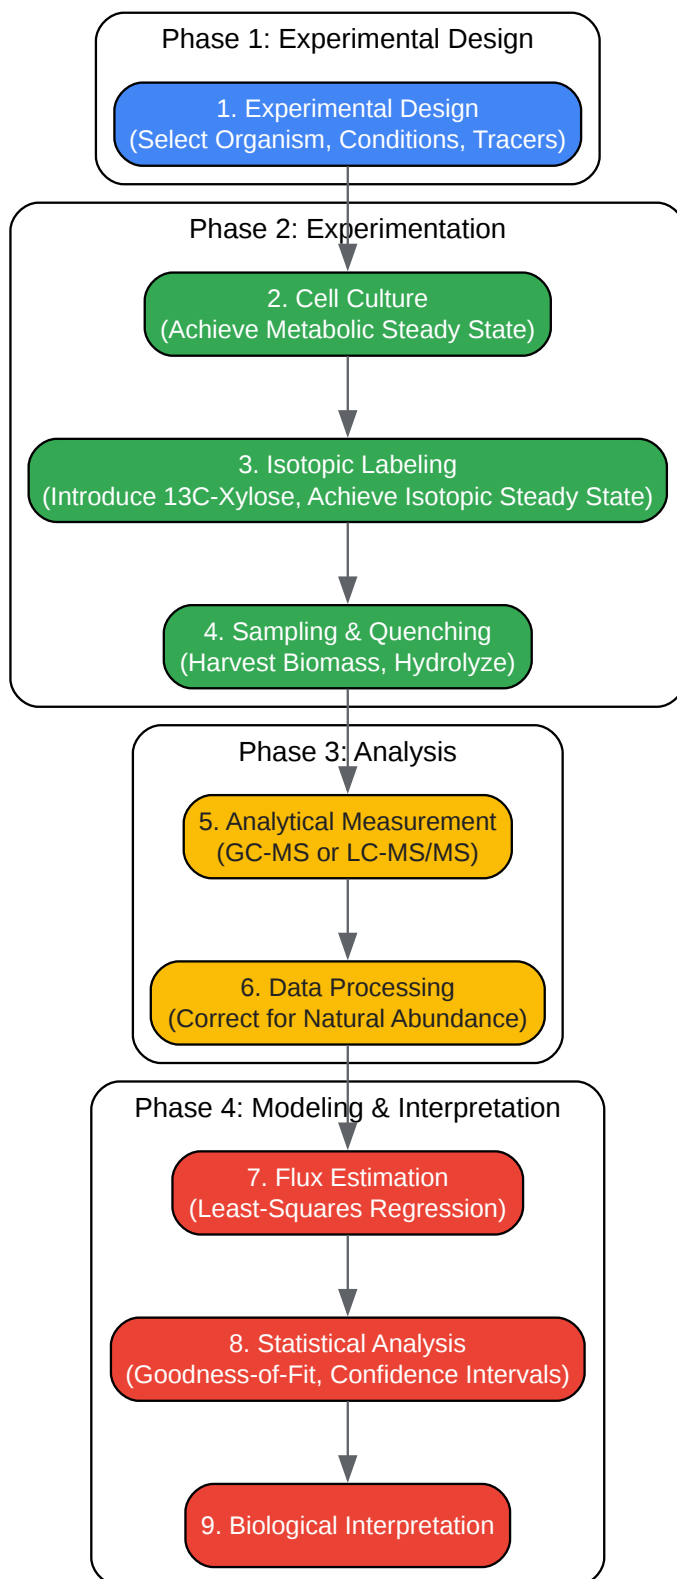 Phase 1: Experimental Design
1. Experimental Design
(Select Organism, Conditions, Tracers)
Phase 2: Experimentation
2. Cell Culture
(Achieve Metabolic Steady State)
3. Isotopic Labeling
(Introduce 13C-Xylose, Achieve Isotopic Steady State)
4. Sampling & Quenching
(Harvest Biomass, Hydrolyze)
Phase 3: Analysis
5. Analytical Measurement
(GC-MS or LC-MS/MS)
6. Data Processing
(Correct for Natural Abundance)
Phase 4: Modeling & Interpretation
7. Flux Estimation
(Least-Squares Regression)
8. Statistical Analysis
(Goodness-of-Fit, Confidence Intervals)
9. Biological Interpretation